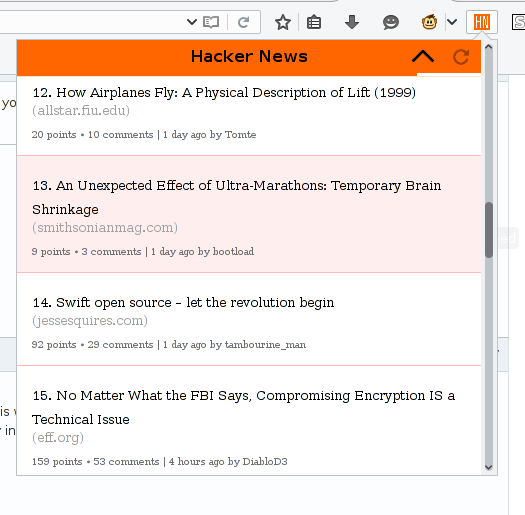 HN
S
Hacker News
12. How Airplanes Fly: A Physical Description of Lift (1999)
(allstar.fiu.edu)
20 points • 10 comments | 1 day ago by Tomte
13. An Unexpected Effect of Ultra-Marathons: Temporary Brain
Shrinkage
(smithsonianmag.com)
9 points • 3 comments | 1 day ago by bootload
14. Swift open source – let the revolution begin
(jessesquires.com)
92 points • 29 comments | 1 day ago by tambourine_man
15. No Matter What the FBI Says, Compromising Encryption IS a
Technical Issue
(eff.org)
159 points • 53 comments | 4 hours ago by DiabloD3
yo
is
in